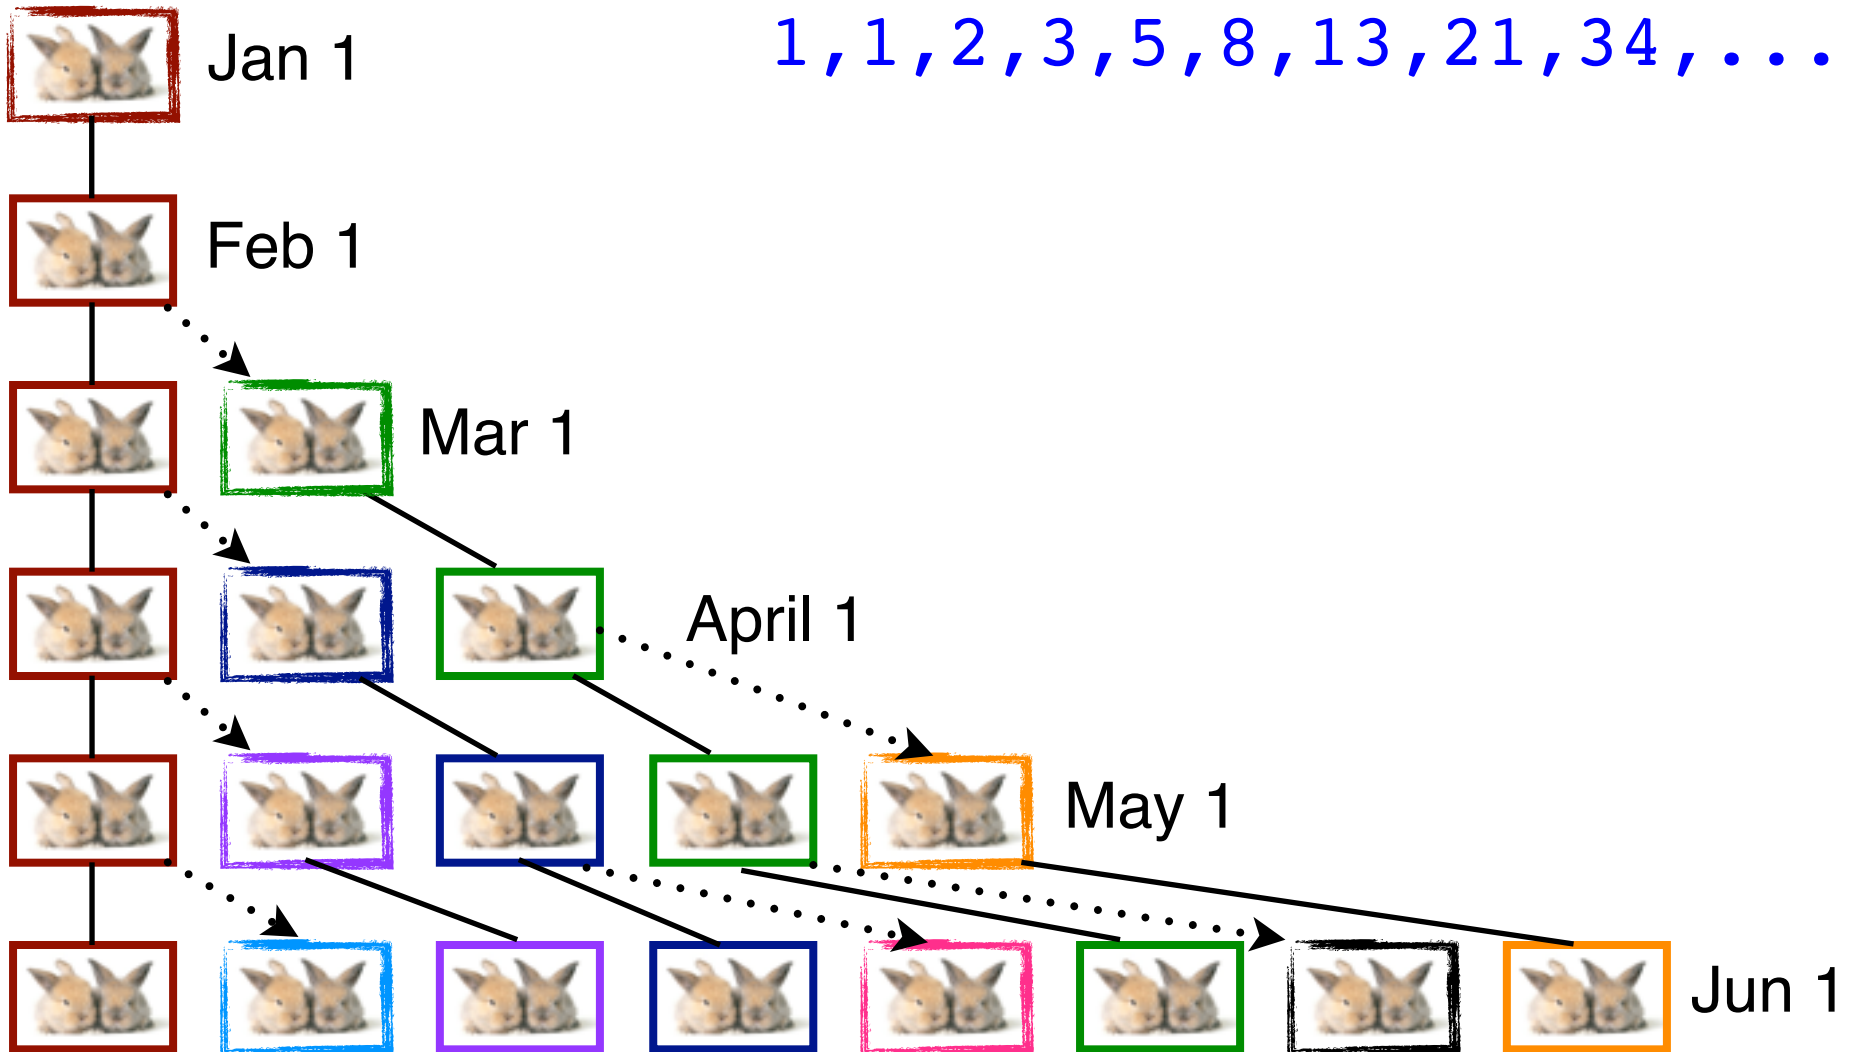 Jan 1
1,1,2,3,5,8,13,21,34,...
Feb 1
Mar 1
April 1
May 1
Jun 1